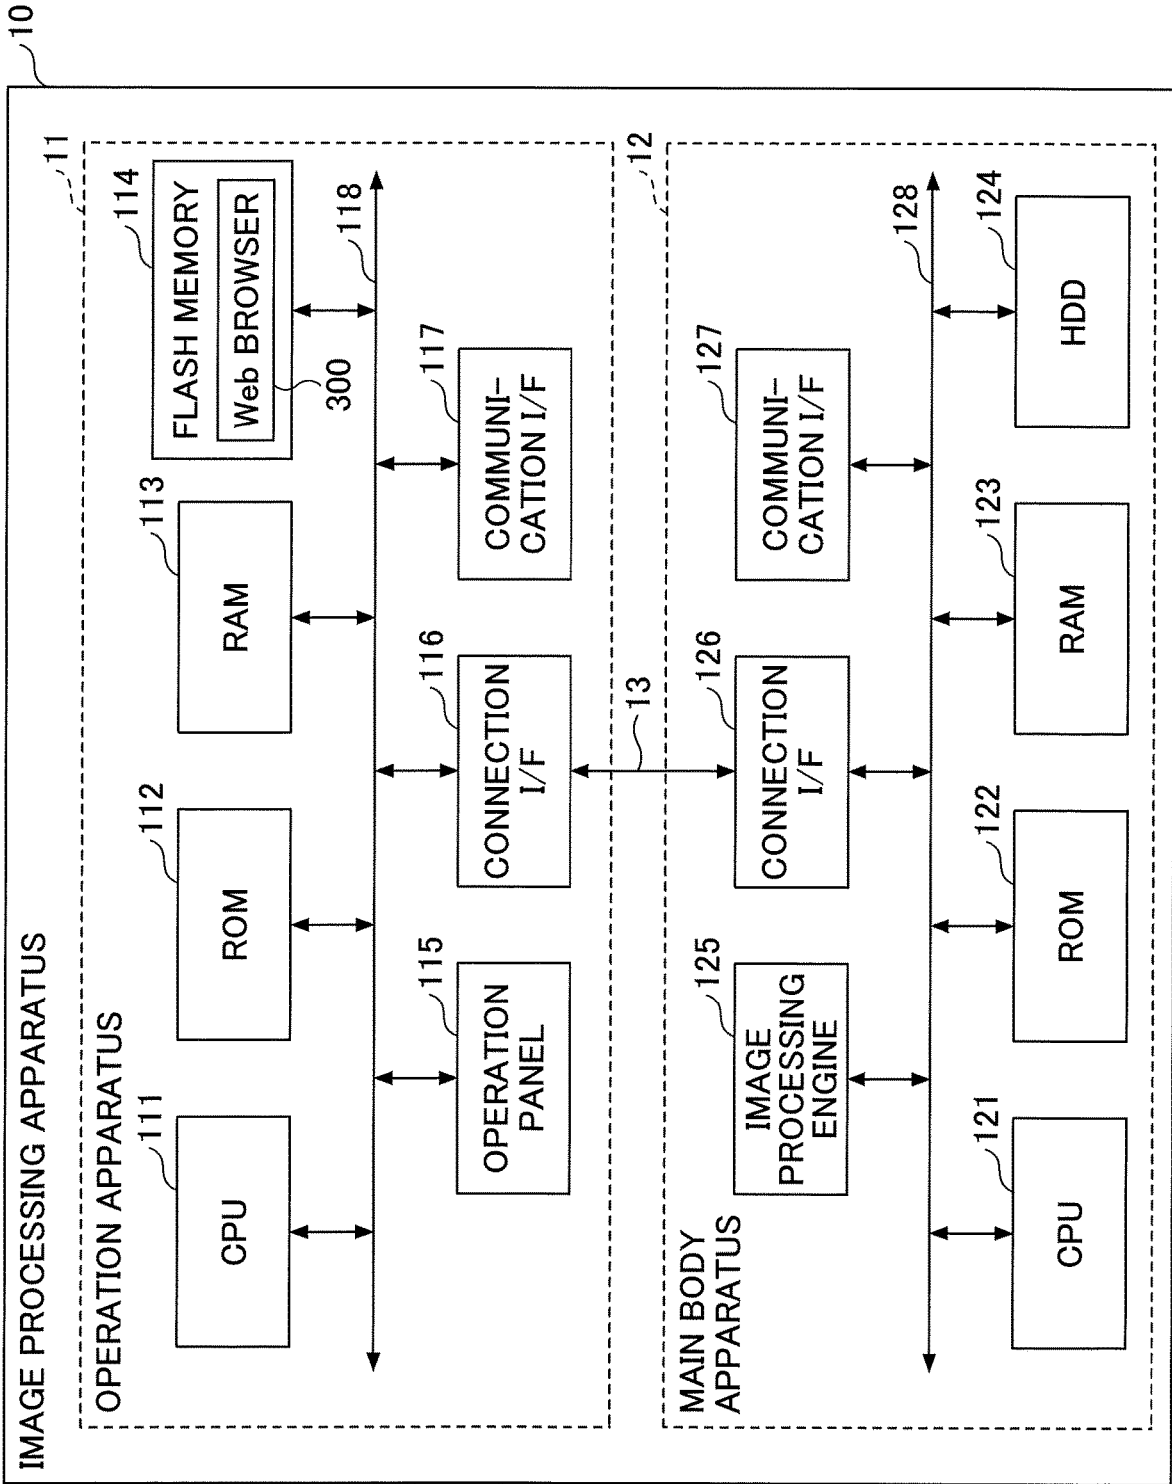 IMAGE PROCESSING APPARATUS
10
OPERATION APPARATUS
11
111
CPU
112
ROM
113
RAM
114
FLASH MEMORY
Web BROWSER
300
118
115
OPERATION
PANEL
116
CONNECTION
I/F
117
COMMUNI-
CATION I/F
13
MAIN BODY
APPARATUS
12
125
IMAGE
PROCESSING
ENGINE
126
CONNECTION
I/F
127
COMMUNI-
CATION I/F
128
121
CPU
122
ROM
123
RAM
124
HDD